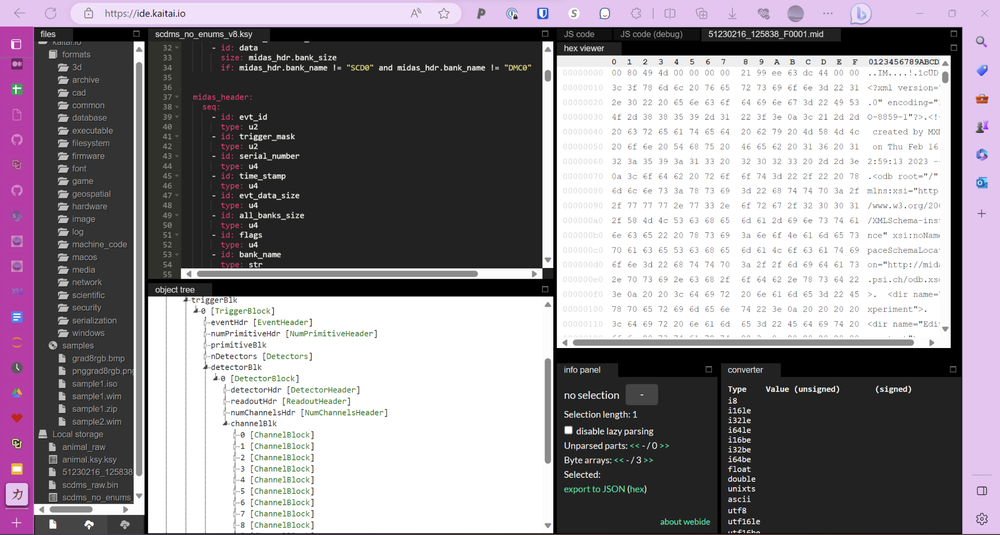 https://ide.kaitai.io
files
kaitai.io
formats
3d
archive
cad
common
database
executable
filesystem
firmware
font
game
geospatial
hardware
image
log
machine_code
macos
media
network
scientific
security
serialization
windows
samples
grad8rgb.bmp
pnggrad8rgb.png
sample1.iso
sample1.wim
sample1.zip
sample2.wim
Local storage
animal_raw
animal.ksy.ksy
51230216_125838_
scdms_raw.bin
scdms_no_enums_
scdms_no_enums_v8.ksy
32 - id: data
33 size: midas_hdr.bank_size
34 if: midas_hdr.bank_name != "SCD0" and midas_hdr.bank_name != "DMC0"
35
36
37 midas_header:
38 seq:
39 - id: evt_id
40 type: u2
41 - id: trigger_mask
42 type: u2
43 - id: serial_number
44 type: u4
45 - id: time_stamp
46 type: u4
47 - id: evt_data_size
48 type: u4
49 - id: all_banks_size
50 type: u4
51 - id: flags
52 type: u4
53 - id: bank_name
54 type: str
55
object tree
triggerBlk
0 [TriggerBlock]
eventHdr [EventHeader]
numPrimitiveHdr [NumPrimitiveHeader]
primitiveBlk
nDetectors [Detectors]
detectorBlk
0 [DetectorBlock]
detectorHdr [DetectorHeader]
readoutHdr [ReadoutHeader]
numChannelsHdr [NumChannelsHeader]
channelBlk
0 [ChannelBlock]
1 [ChannelBlock]
2 [ChannelBlock]
3 [ChannelBlock]
4 [ChannelBlock]
5 [ChannelBlock]
6 [ChannelBlock]
7 [ChannelBlock]
8 [ChannelBlock]
JS code JS code (debug) 51230216_125838_F0001.mid
hex viewer
0 1 2 3 4 5 6 7 8 9 A B C D E F 0123456789ABCD
00000000 00 80 49 4d 00 00 00 00 21 99 ee 63 dc 44 00 00 ..IM....!.îcÜD
00000010 3c 3f 78 6d 6c 20 76 65 72 73 69 6f 6e 3d 22 31 <?xml version="
00000020 2e 30 22 20 65 6e 63 6f 64 69 6e 67 3d 22 49 53 .0" encoding="
00000030 4f 2d 38 38 35 39 2d 31 22 3f 3e 0a 3c 21 2d 2d O-8859-1"?>.<!-
00000040 20 63 72 65 61 74 65 64 20 62 79 20 4d 58 4d 4c created by MXM
00000050 20 6f 6e 20 54 68 75 20 46 65 62 20 31 36 20 31 on Thu Feb 16
00000060 32 3a 35 39 3a 31 33 20 32 30 32 33 20 2d 2d 3e 2:59:13 2023 --
00000070 0a 3c 6f 64 62 20 72 6f 6f 74 3d 22 2f 22 20 78 .<odb root="/"
00000080 6d 6c 6e 73 3a 78 73 69 3d 22 68 74 74 70 3a 2f mlns:xsi="http
00000090 2f 77 77 77 2e 77 33 2e 6f 72 67 2f 32 30 30 31 /www.w3.org/200
000000a0 2f 58 4d 4c 53 63 68 65 6d 61 2d 69 6e 73 74 61 /XMLSchema-inst
000000b0 6e 63 65 22 20 78 73 69 3a 6e 6f 4e 61 6d 65 73 nce" xsi:noName
000000c0 70 61 63 65 53 63 68 65 6d 61 4c 6f 63 61 74 69 paceSchemaLocat
000000d0 6f 6e 3d 22 68 74 74 70 3a 2f 2f 6d 69 64 61 73 on="http://mida
000000e0 2e 70 73 69 2e 63 68 2f 6f 64 62 2e 78 73 64 22 .psi.ch/odb.xsd
000000f0 3e 0a 20 20 3c 64 69 72 20 6e 61 6d 65 3d 22 45 >. <dir name="
00000100 78 70 65 72 69 6d 65 6e 74 22 3e 0a 20 20 20 20 xperiment">.
00000110 3c 64 69 72 20 6e 61 6d 65 3d 22 45 64 69 74 20 <dir name="Edit
info panel
no selection -
Selection length: 1
disable lazy parsing
Unparsed parts: << - / 0 >>
Byte arrays: << - / 3 >>
Selected:
export to JSON (hex)
about webide
converter
Type Value (unsigned) (signed)
i8
i16le
i32le
i64le
i16be
i32be
i64be
float
double
unixts
ascii
utf8
utf16le
utf16be